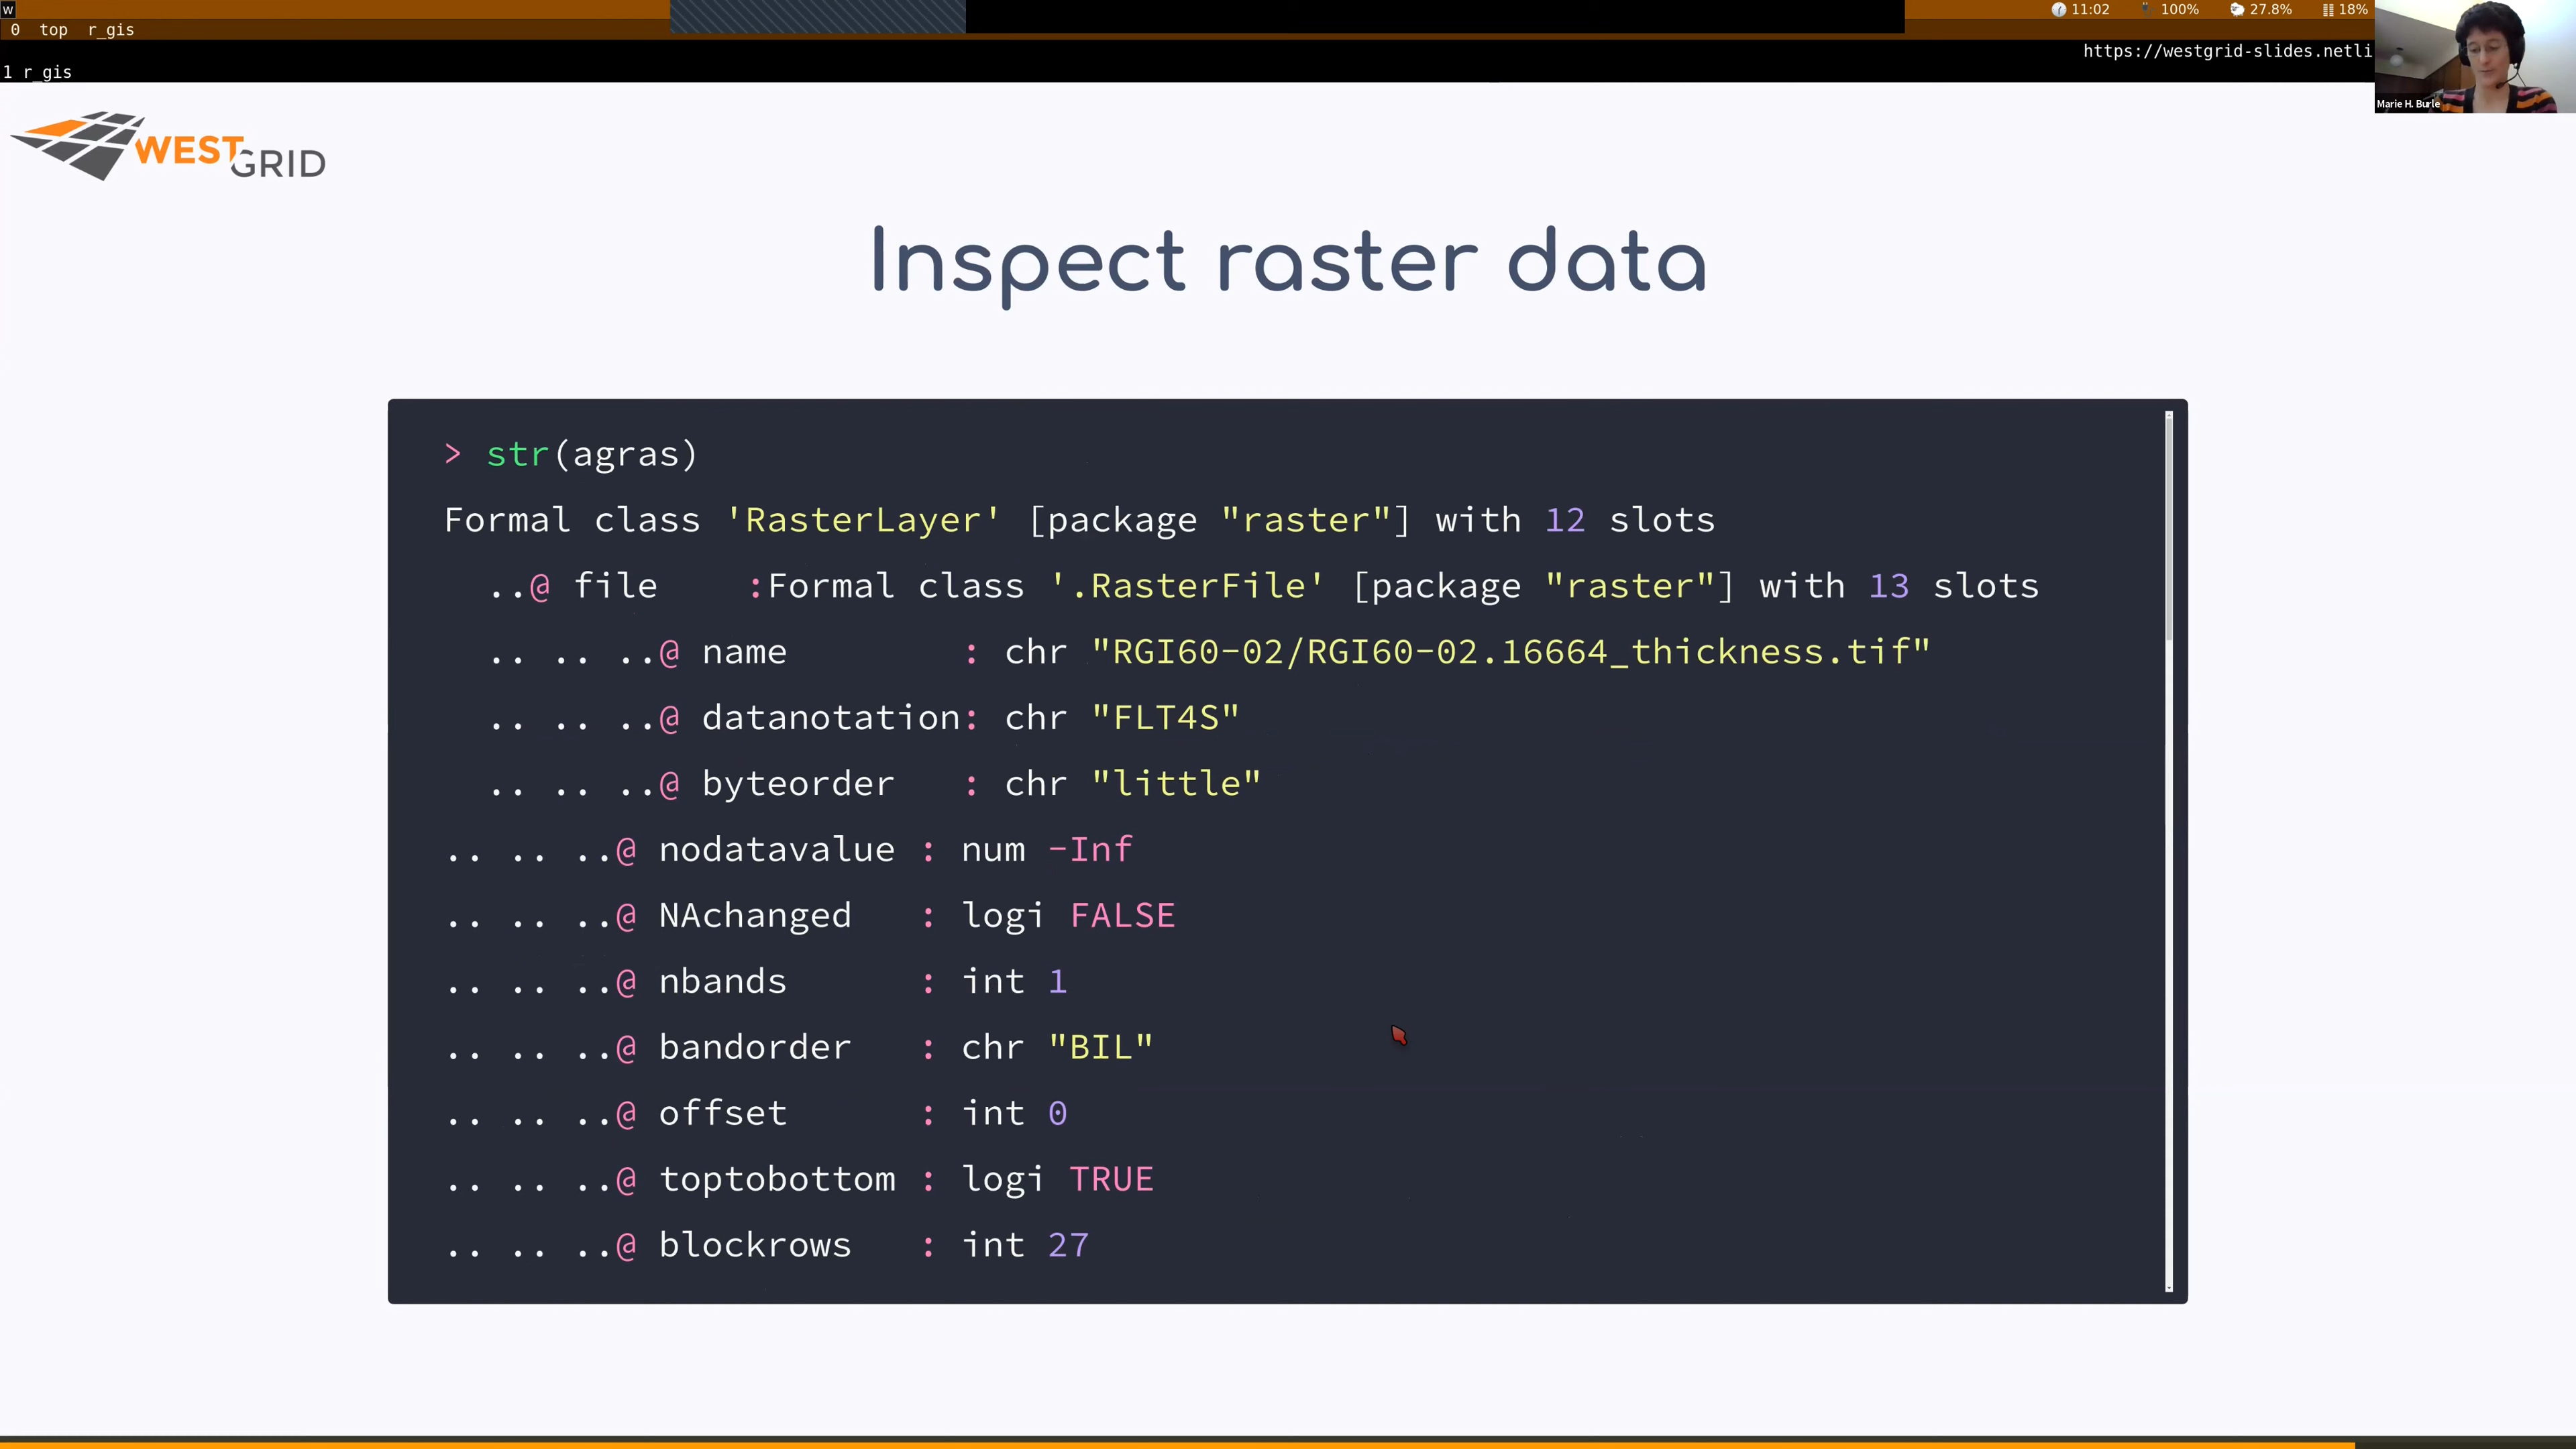 w
11:02 100% 27.8% 18%
0 top r_gis
https://westgrid-slides.netli
1 r_gis
Marie H. Burle
WESTGRID
Inspect raster data
> str(agras)
Formal class 'RasterLayer' [package "raster"] with 12 slots
..@ file :Formal class '.RasterFile' [package "raster"] with 13 slots
.. .. ..@ name : chr "RGI60-02/RGI60-02.16664_thickness.tif"
.. .. ..@ datanotation: chr "FLT4S"
.. .. ..@ byteorder : chr "little"
.. .. ..@ nodatavalue : num -Inf
.. .. ..@ NAchanged : logi FALSE
.. .. ..@ nbands : int 1
.. .. ..@ bandorder : chr "BIL"
.. .. ..@ offset : int 0
.. .. ..@ toptobottom : logi TRUE
.. .. ..@ blockrows : int 27